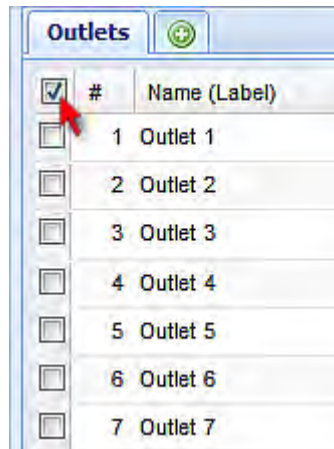 Outlets
# Name (Label)
1 Outlet 1
2 Outlet 2
3 Outlet 3
4 Outlet 4
5 Outlet 5
6 Outlet 6
7 Outlet 7